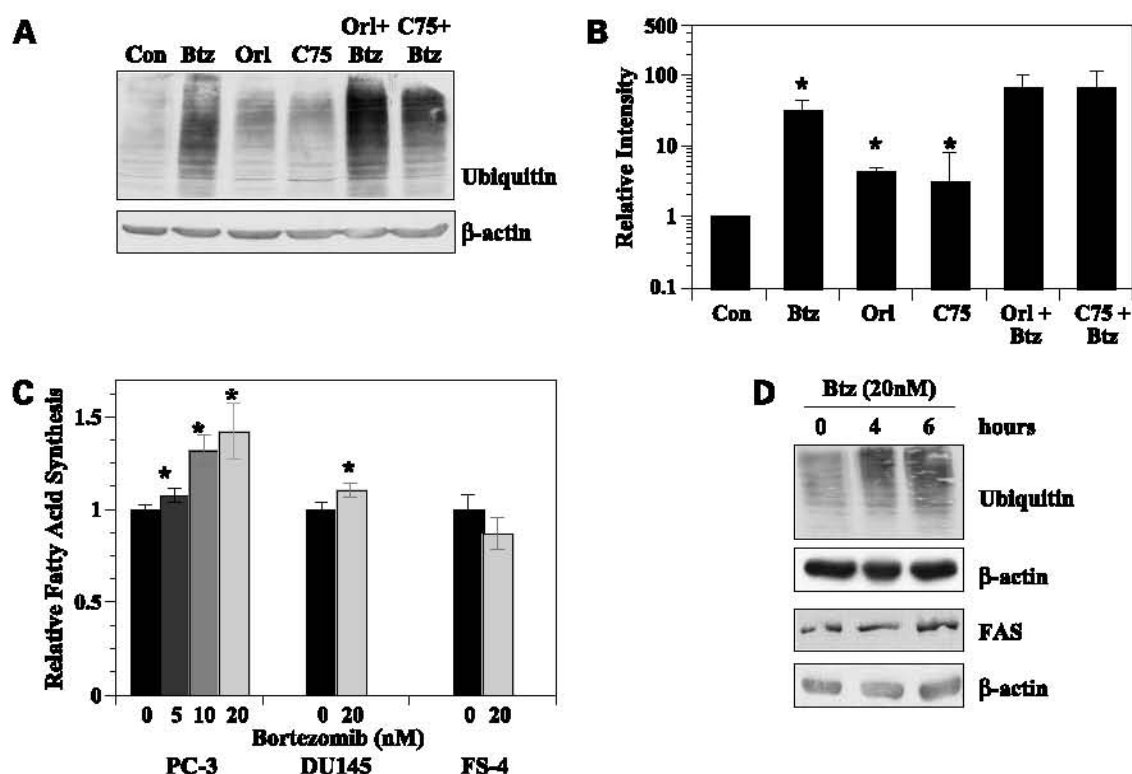 A
Orl+ C75+
Con Btz Orl C75 Btz Btz
Ubiquitin
β-actin
B
Relative Intensity
500
100
10
1
0.1
*
*
*
Con Btz Orl C75 Orl + C75 +
Btz Btz
C
Relative Fatty Acid Synthesis
1.5
1
0.5
0
*
*
*
*
0 5 10 20 0 20 0 20
Bortezomib (nM)
PC-3 DU145 FS-4
D
Btz (20nM)
0 4 6 hours
Ubiquitin
β-actin
FAS
β-actin